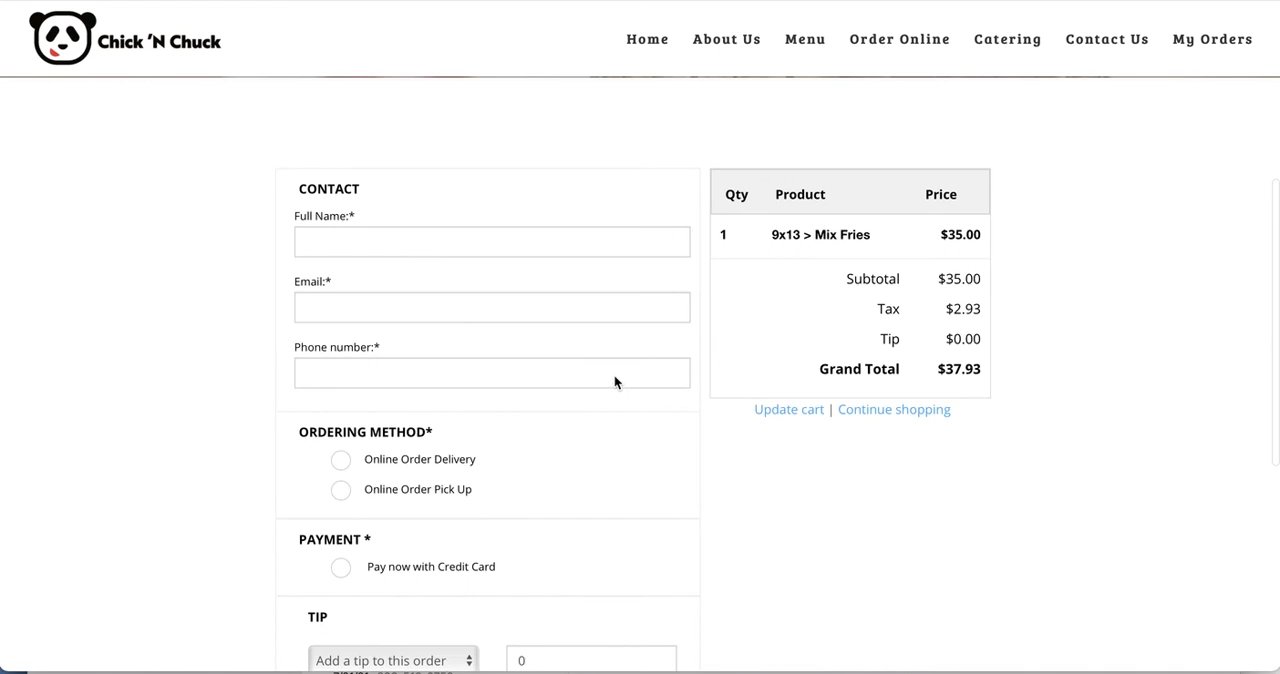 Chick 'N Chuck
Home About Us Menu Order Online Catering Contact Us My Orders
CONTACT
Full Name:*
Email:*
Phone number:*
ORDERING METHOD*
Online Order Delivery
Online Order Pick Up
PAYMENT *
Pay now with Credit Card
TIP
Add a tip to this order 0
Qty Product Price
1 9x13 > Mix Fries $35.00
Subtotal $35.00
Tax $2.93
Tip $0.00
Grand Total $37.93
Update cart | Continue shopping